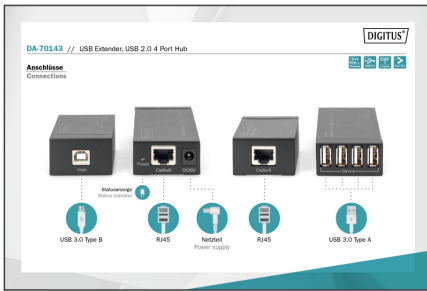 DIGITUS®
DA-70143 // USB Extender, USB 2.0 4 Port Hub
Anschlüsse
Connections
Host
Power
Cat5e/6
DC/5V
Cat5e/6
Device
Statusanzeige
Status indicator
USB 3.0 Type B
RJ45
Netzteil
Power supply
RJ45
USB 3.0 Type A